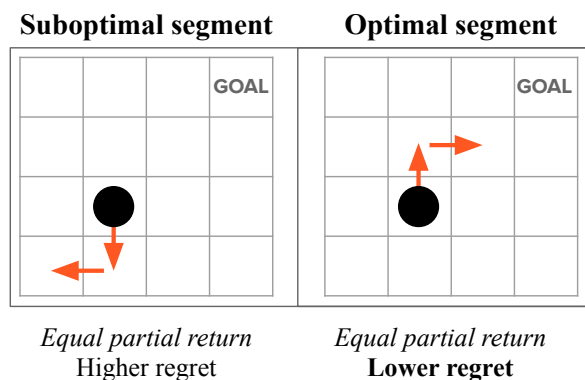 Suboptimal segment
Optimal segment
GOAL
GOAL
Equal partial return
Higher regret
Equal partial return
Lower regret